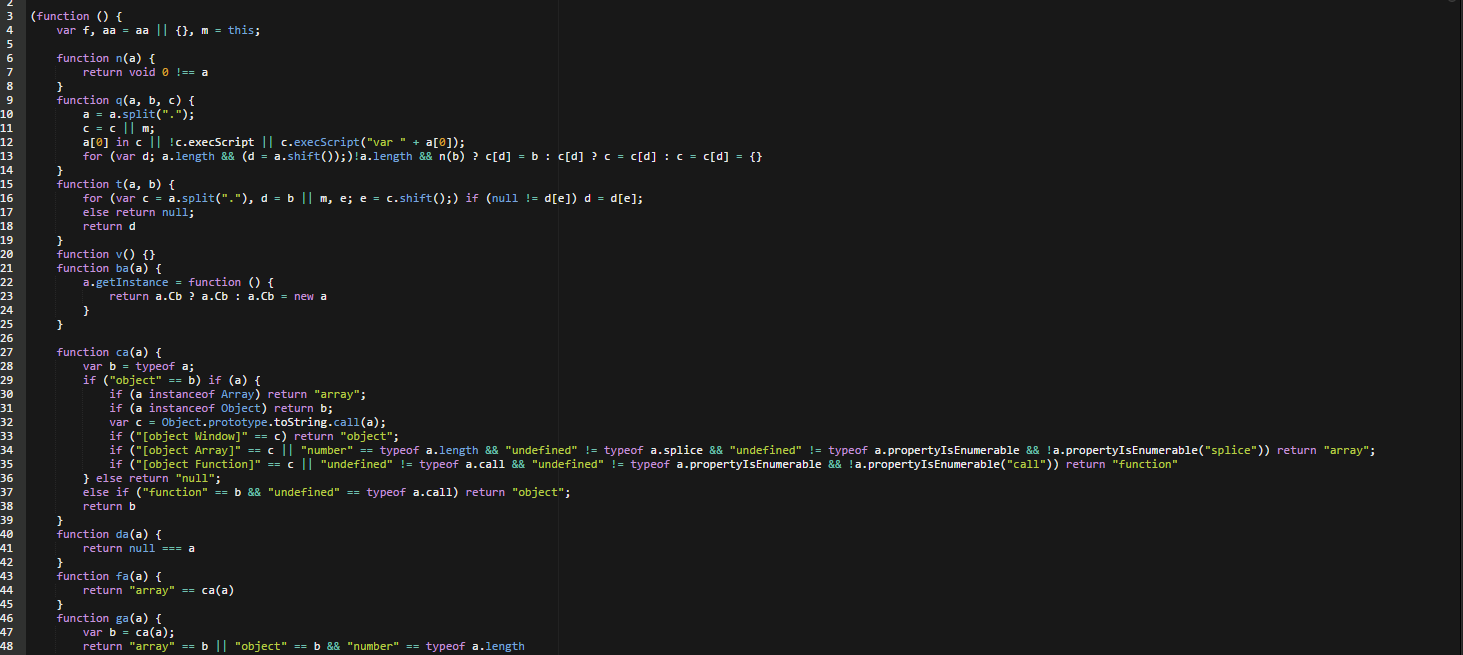 2
3 (function () {
4 var f, aa = aa || {}, m = this;
5
6 function n(a) {
7 return void 0 !== a
8 }
9 function q(a, b, c) {
10 a = a.split(".");
11 c = c || m;
12 a[0] in c || !c.execScript || c.execScript("var " + a[0]);
13 for (var d; a.length && (d = a.shift());)!a.length && n(b) ? c[d] = b : c[d] ? c = c[d] : c = c[d] = {}
14 }
15 function t(a, b) {
16 for (var c = a.split("."), d = b || m, e; e = c.shift();) if (null != d[e]) d = d[e];
17 else return null;
18 return d
19 }
20 function v() {}
21 function ba(a) {
22 a.getInstance = function () {
23 return a.Cb ? a.Cb : a.Cb = new a
24 }
25 }
26
27 function ca(a) {
28 var b = typeof a;
29 if ("object" == b) if (a) {
30 if (a instanceof Array) return "array";
31 if (a instanceof Object) return b;
32 var c = Object.prototype.toString.call(a);
33 if ("[object Window]" == c) return "object";
34 if ("[object Array]" == c || "number" == typeof a.length && "undefined" != typeof a.splice && "undefined" != typeof a.propertyIsEnumerable && !a.propertyIsEnumerable("splice")) return "array";
35 if ("[object Function]" == c || "undefined" != typeof a.call && "undefined" != typeof a.propertyIsEnumerable && !a.propertyIsEnumerable("call")) return "function"
36 } else return "null";
37 else if ("function" == b && "undefined" == typeof a.call) return "object";
38 return b
39 }
40 function da(a) {
41 return null === a
42 }
43 function fa(a) {
44 return "array" == ca(a)
45 }
46 function ga(a) {
47 var b = ca(a);
48 return "array" == b || "object" == b && "number" == typeof a.length